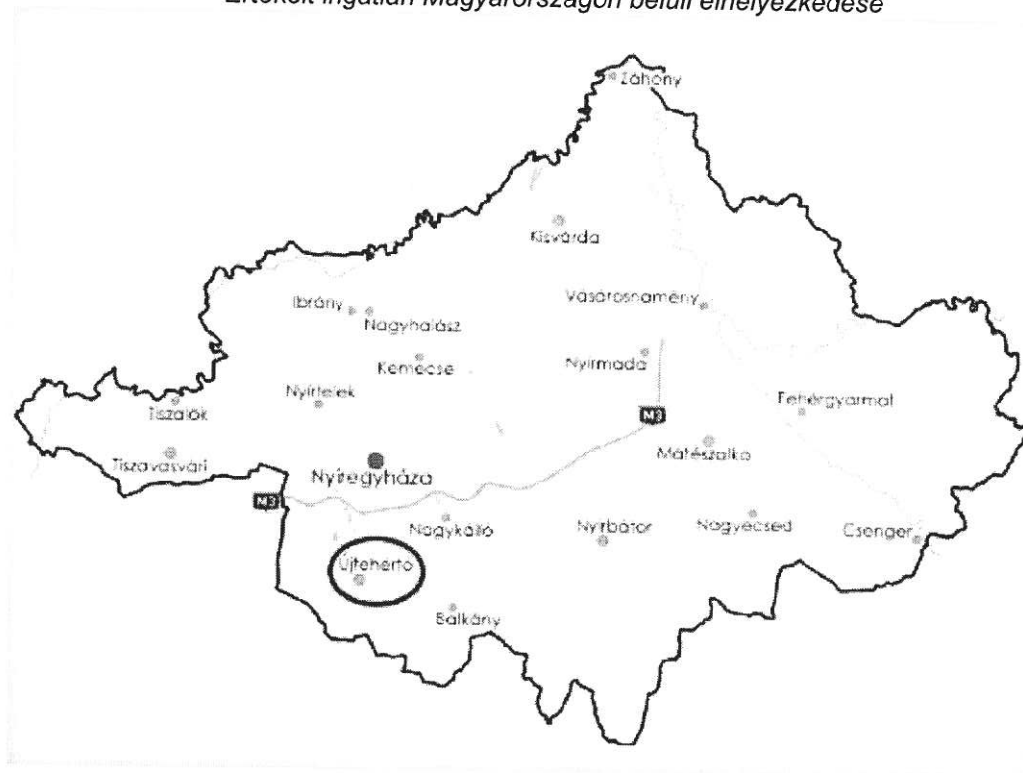 Értékelt ingatlan Magyarországon belüli elhelyezkedése
Záhony
Kisvárda
Ibrány
Vásárosnamény
Nagyhalász
Kemecse
Nyírmada
Nyírtelek
Fehérgyarmat
Tiszalök
M3
Mátészalka
Tiszavasvári
Nyíregyháza
M3
Nagykálló
Nyírbátor
Nagyecsed
Csenger
Újfehértó
Balkány